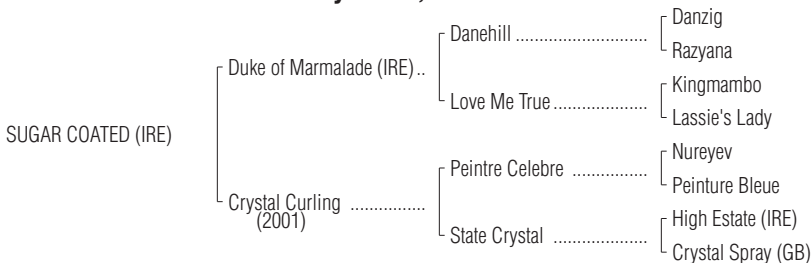 Danzig
Danehill
Razyana
Duke of Marmalade (IRE)
Kingmambo
Love Me True
Lassie's Lady
SUGAR COATED (IRE)
Nureyev
Peintre Celebre
Peinture Bleue
Crystal Curling
(2001)
High Estate (IRE)
State Crystal
Crystal Spray (GB)